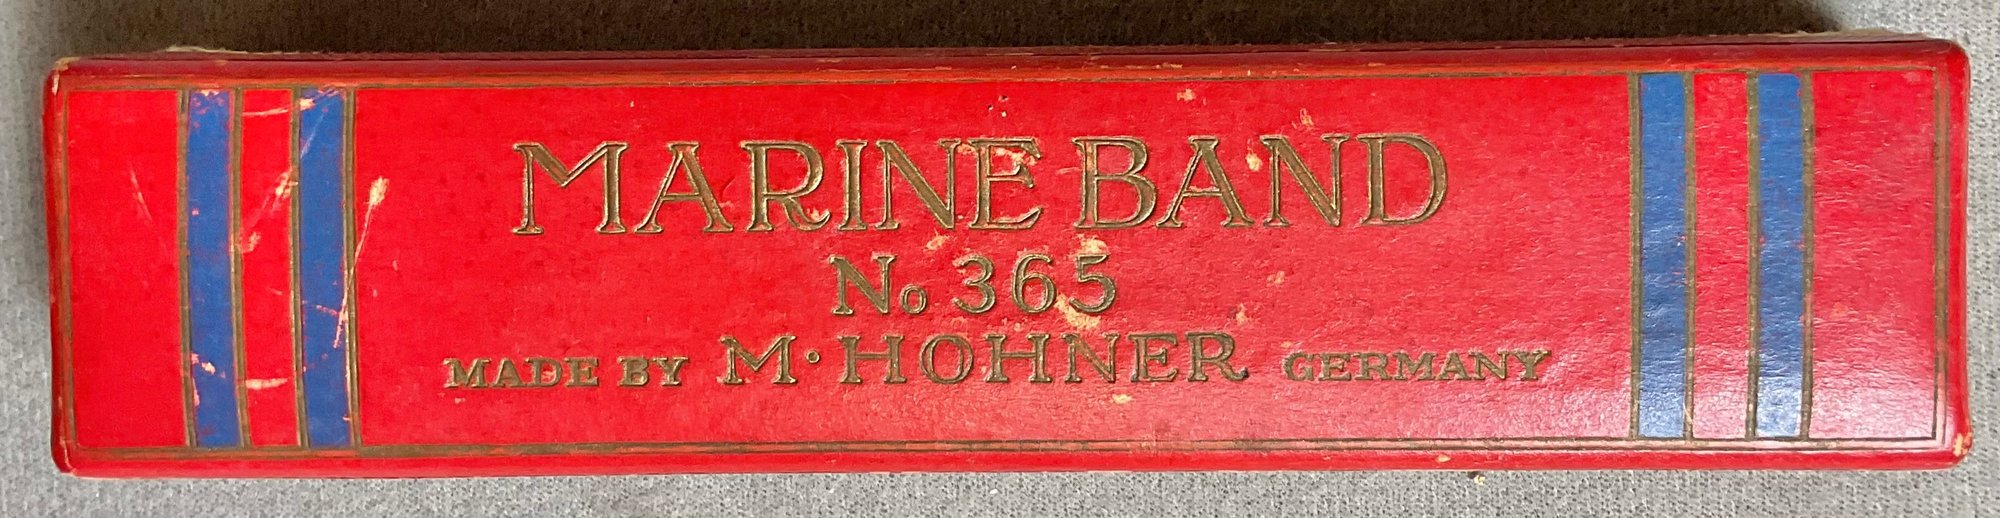 MARINE BAND
No 365
MADE BY M. HOHNER GERMANY